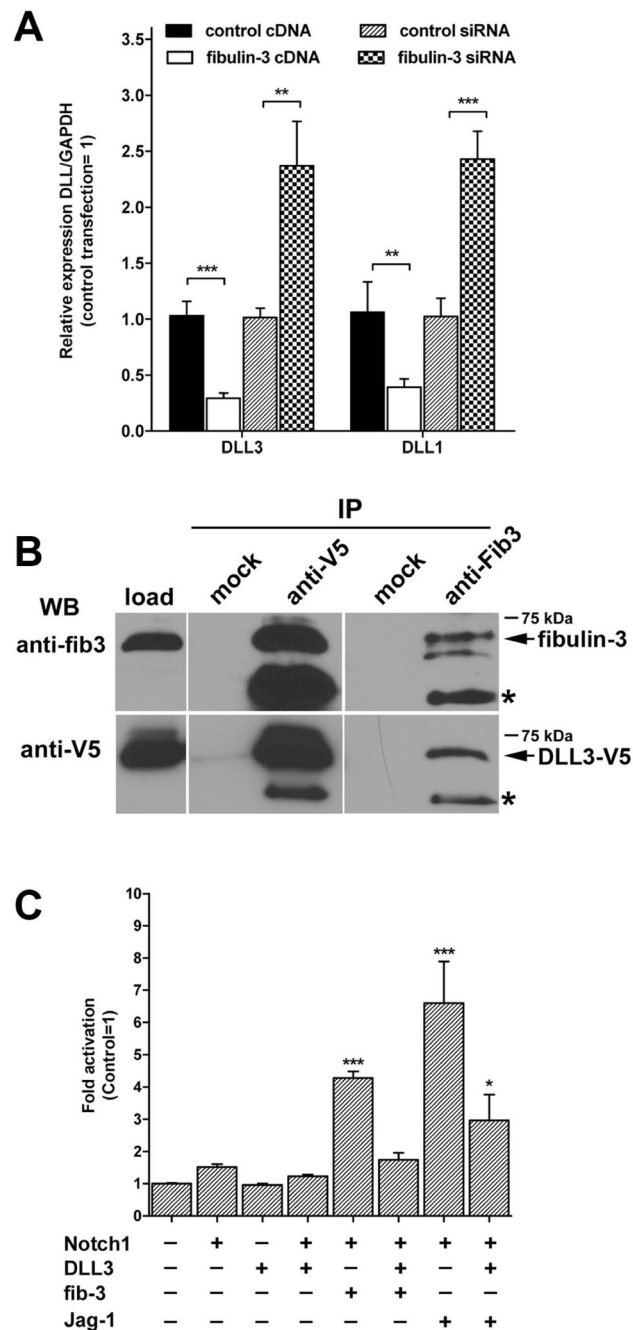 A
control cDNA
control siRNA
fibulin-3 cDNA
fibulin-3 siRNA
Relative expression DLL/GAPDH
(control transfection= 1)
3.5
3.0
2.5
2.0
1.5
1.0
0.5
0.0
***
**
**
***
DLL3
DLL1
B
IP
WB
load
mock
anti-V5
mock
anti-Fib3
anti-fib3
75 kDa
fibulin-3
*
anti-V5
75 kDa
DLL3-V5
*
C
Fold activation
(Control=1)
10
9
8
7
6
5
4
3
2
1
0
***
***
*
Notch1 – + – + + + + +
DLL3 – – + + – + – +
fib-3 – – – – + + – –
Jag-1 – – – – – – + +